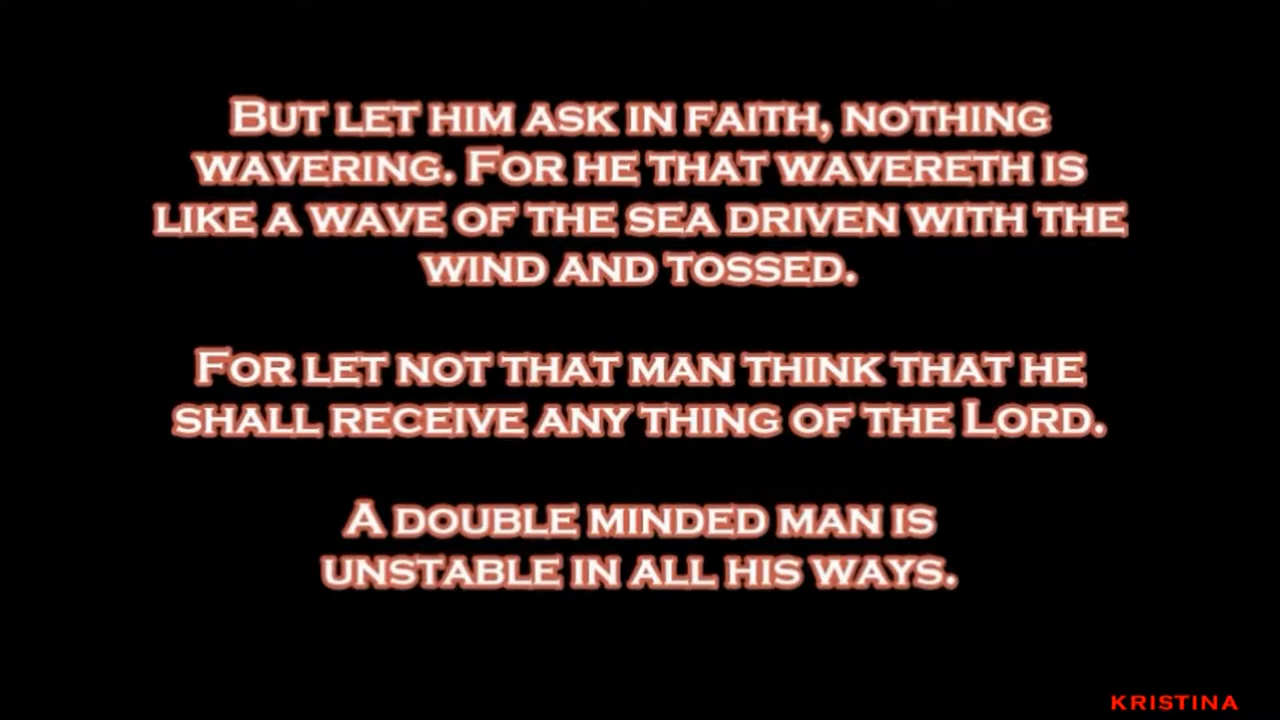 But let him ask in faith, nothing
wavering. For he that wavereth is
like a wave of the sea driven with the
wind and tossed.
For let not that man think that he
shall receive any thing of the Lord.
A double minded man is
unstable in all his ways.
KRISTINA